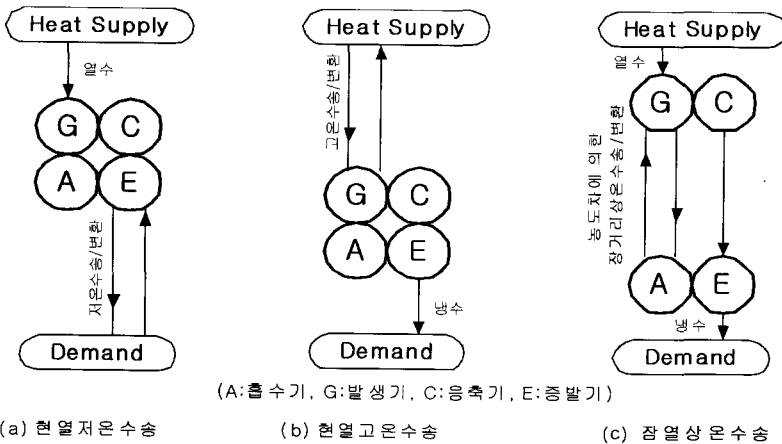 Heat Supply
열수
G C
A E
저온수송/변환
Demand
(a) 현열저온수송
Heat Supply
고온수송/변환
G C
A E
냉수
Demand
(b) 현열고온수송
Heat Supply
열수
G C
농도차에 의한
장거리상온수송/변환
A E
냉수
Demand
(c) 잠열상온수송
(A:흡수기, G:발생기, C:응축기, E:증발기)